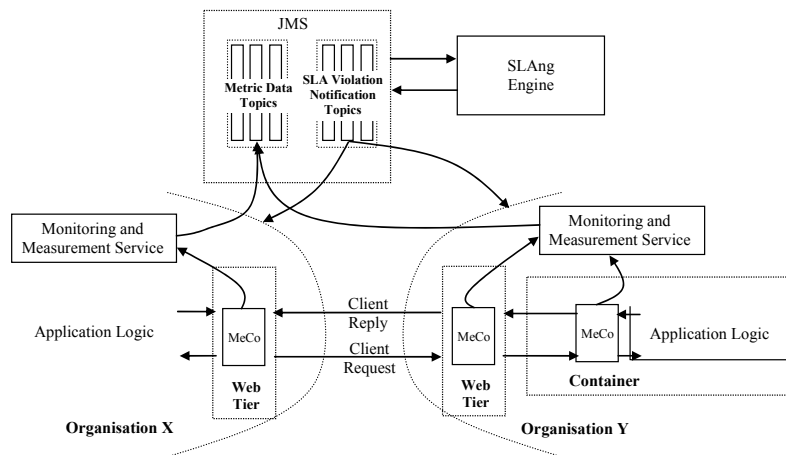 JMS
Metric Data
Topics
SLA Violation
Notification
Topics
SLAng
Engine
Monitoring and
Measurement Service
Monitoring and
Measurement Service
Application Logic
MeCo
Client
Reply
Client
Request
MeCo
MeCo
Application Logic
Web
Tier
Web
Tier
Container
Organisation X
Organisation Y